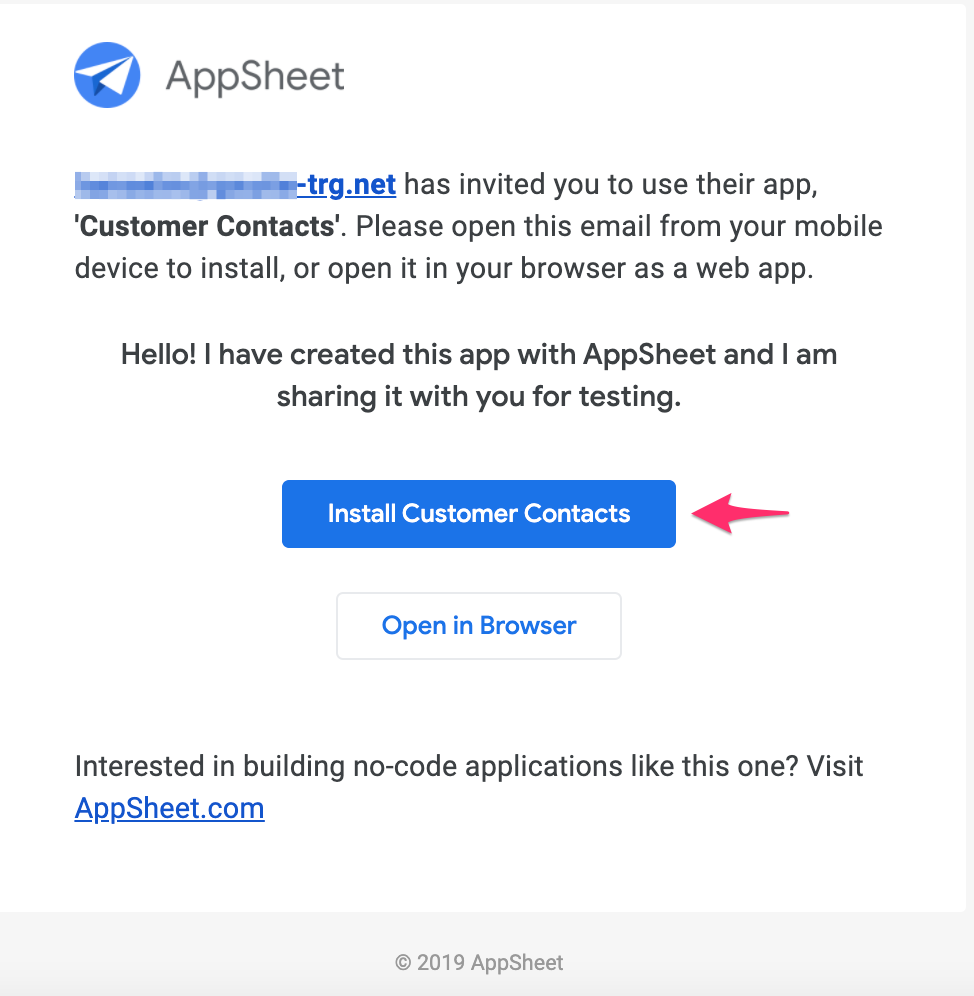 AppSheet
-trg.net has invited you to use their app,
'Customer Contacts'. Please open this email from your mobile
device to install, or open it in your browser as a web app.
Hello! I have created this app with AppSheet and I am
sharing it with you for testing.
Install Customer Contacts
Open in Browser
Interested in building no-code applications like this one? Visit
AppSheet.com
© 2019 AppSheet